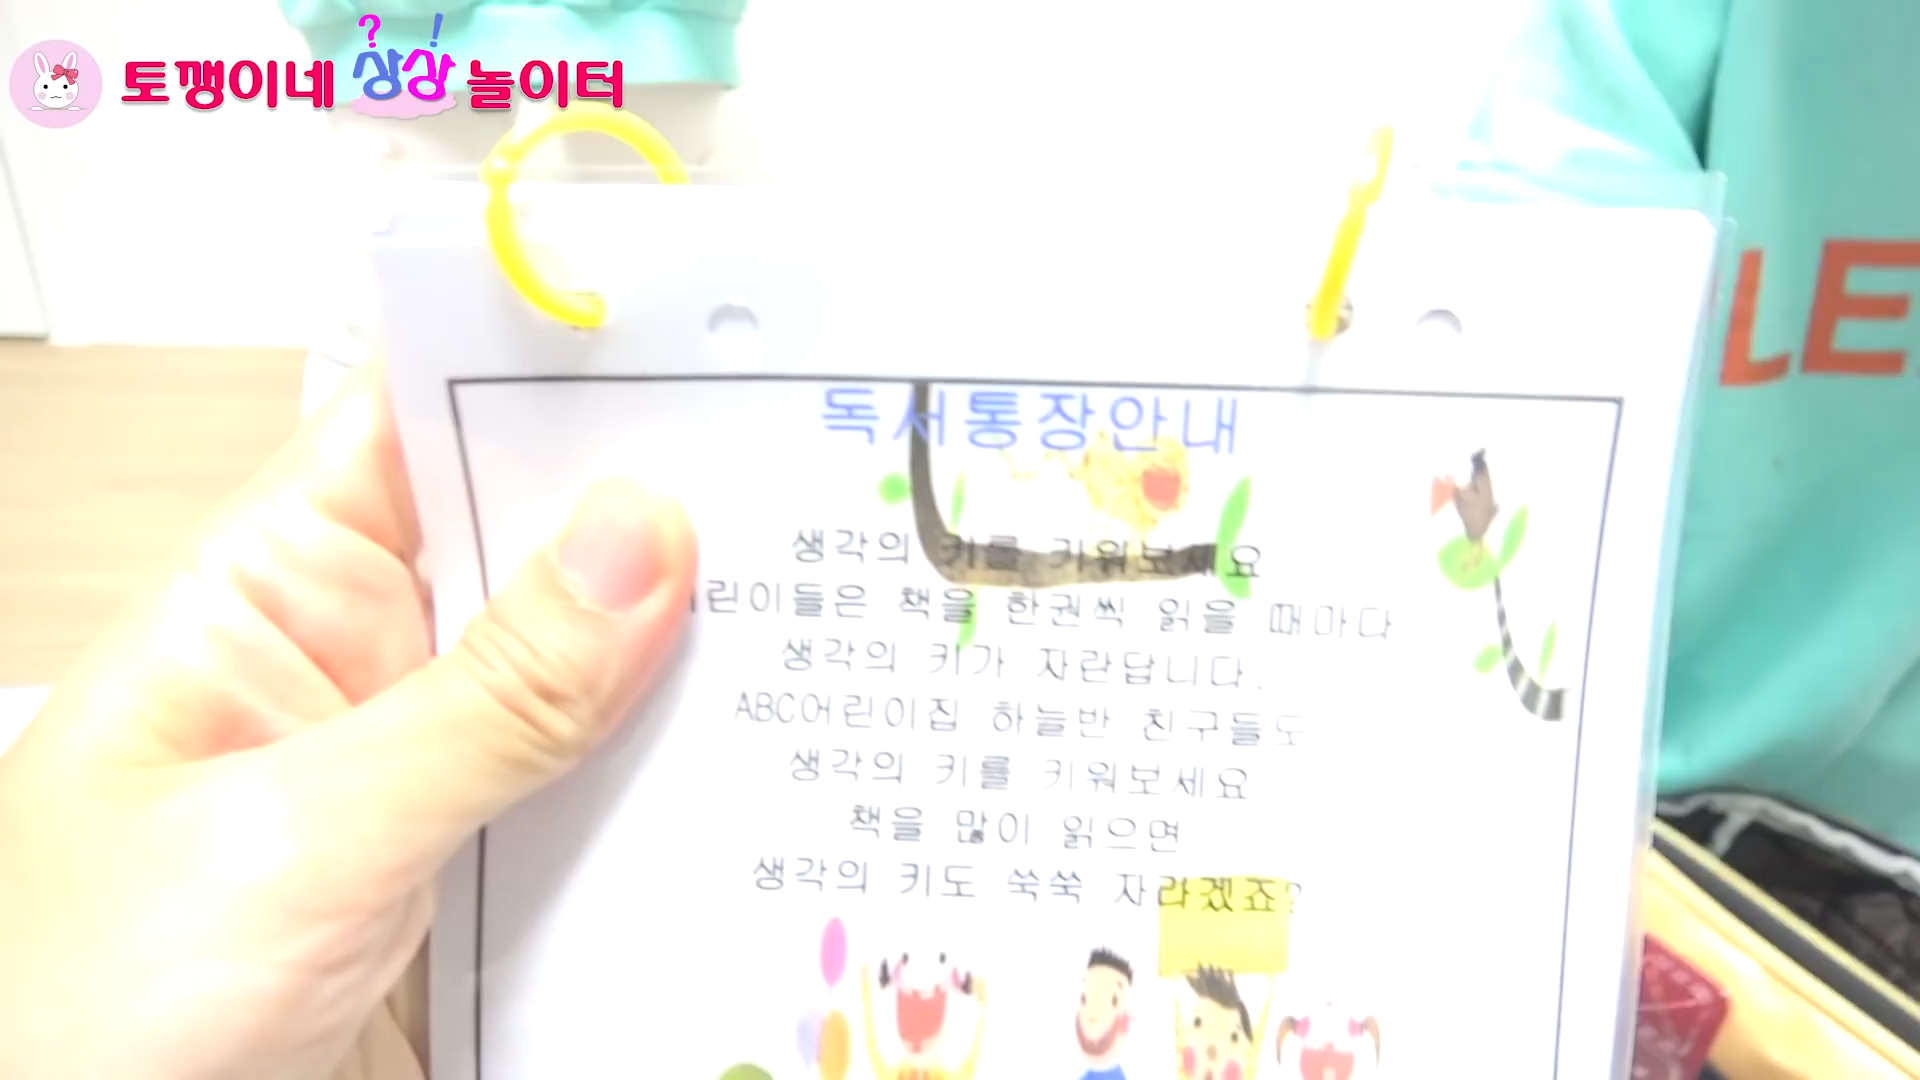 토깽이네 상상 놀이터
?!
LE
독서통장안내
생각의 키를 키워보세요
린이들은 책을 한권씩 읽을 때마다
생각의 키가 자란답니다.
ABC어린이집 하늘반 친구들도
생각의 키를 키워보세요
책을 많이 읽으면
생각의 키도 쑥쑥 자라겠죠?